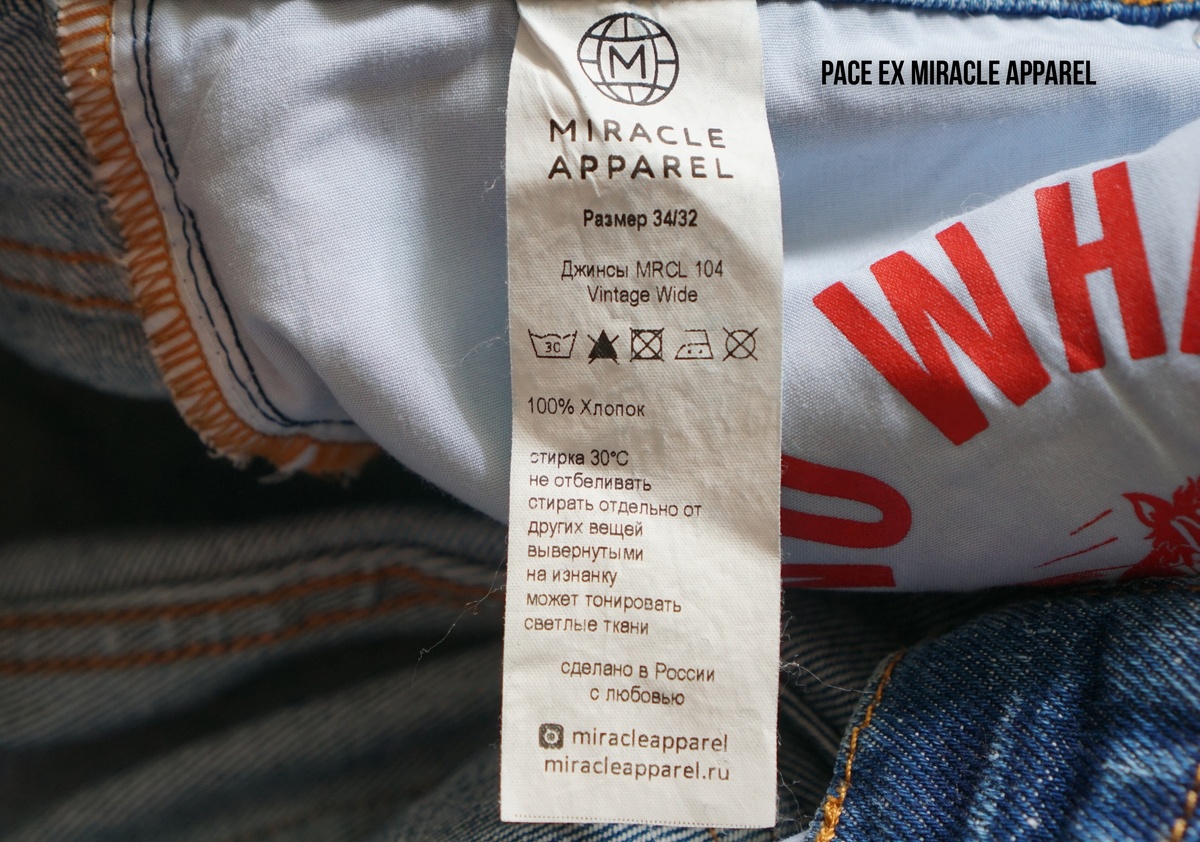 PACE EX MIRACLE APPAREL
M
MIRACLE
APPAREL
Размер 34/32
Джинсы MRCL 104
Vintage Wide
30
100% Хлопок
стирка 30°C
не отбеливать
стирать отдельно от
других вещей
вывернутыми
на изнанку
может тонировать
светлые ткани
сделано в России
с любовью
miracleapparel
miracleapparel.ru